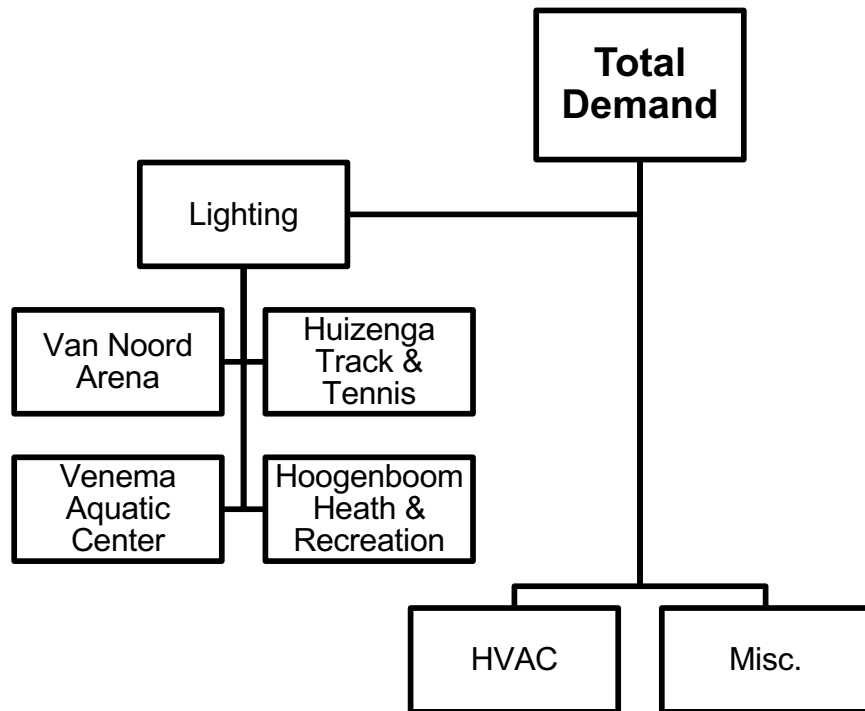 Total
Demand
Lighting
Van Noord
Arena
Huizenga
Track &
Tennis
Venema
Aquatic
Center
Hoogenboom
Heath &
Recreation
HVAC
Misc.